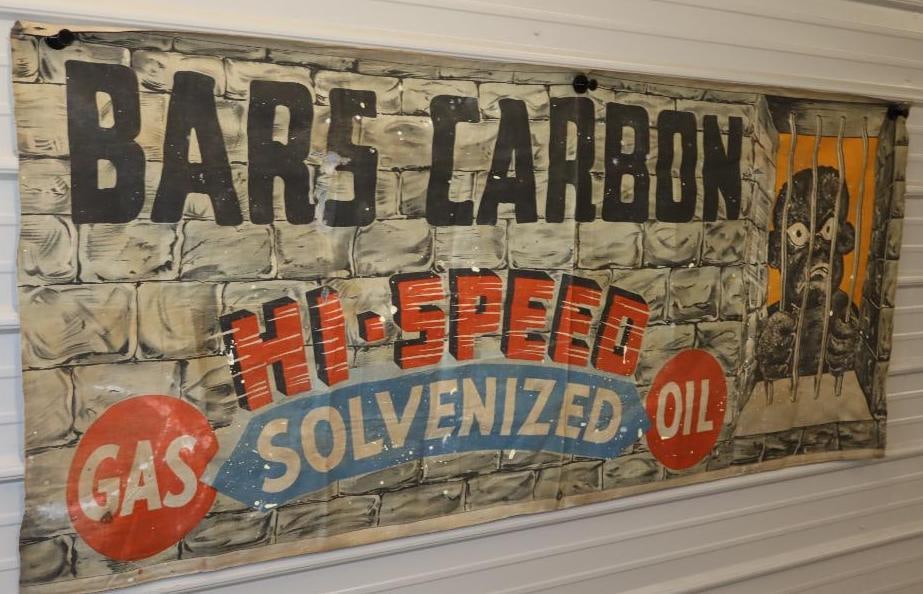 BARS CARBON
HI-SPEED
GAS SOLVENIZED OIL